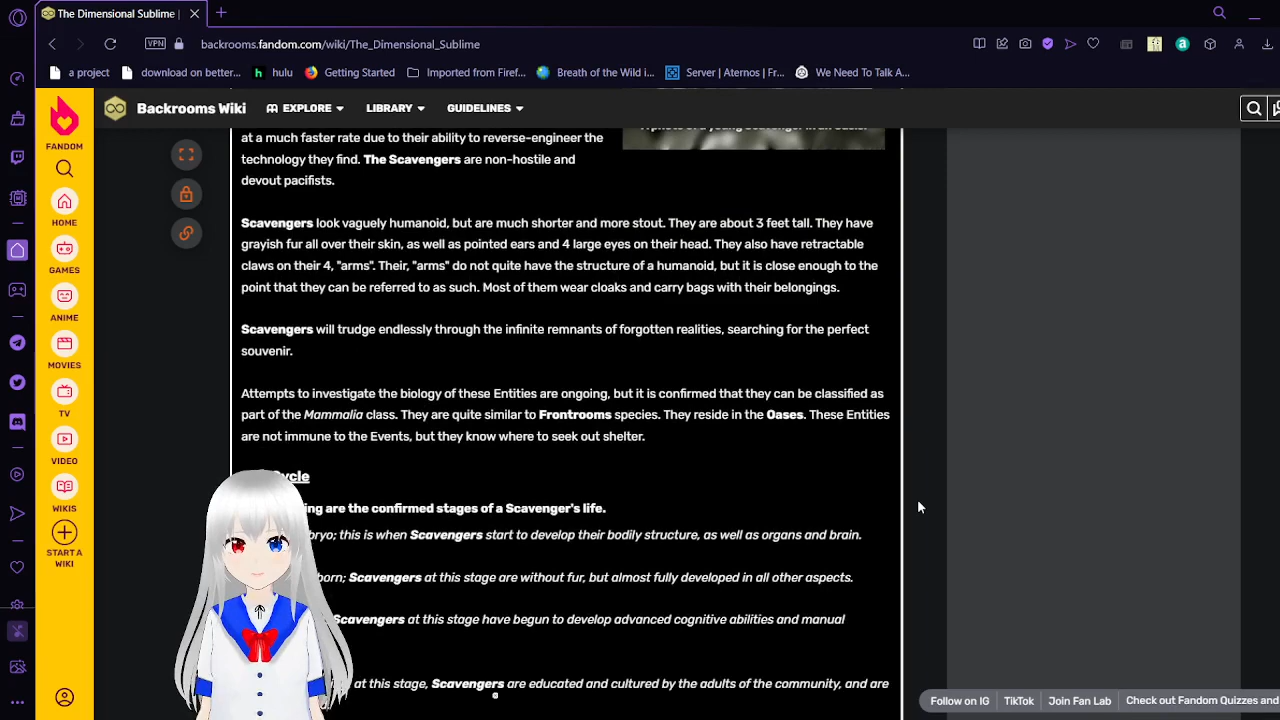 The Dimensional Sublime |
backrooms.fandom.com/wiki/The_Dimensional_Sublime
VPN
a project
download on better...
hulu
Getting Started
Imported from Firef...
Breath of the Wild i...
Server | Aternos | Fr...
We Need To Talk A...
Backrooms Wiki
EXPLORE
LIBRARY
GUIDELINES
FANDOM
HOME
GAMES
ANIME
MOVIES
TV
VIDEO
WIKIS
START A
WIKI
at a much faster rate due to their ability to reverse-engineer the
technology they find. The Scavengers are non-hostile and
devout pacifists.
Scavengers look vaguely humanoid, but are much shorter and more stout. They are about 3 feet tall. They have
grayish fur all over their skin, as well as pointed ears and 4 large eyes on their head. They also have retractable
claws on their 4, "arms". Their, "arms" do not quite have the structure of a humanoid, but it is close enough to the
point that they can be referred to as such. Most of them wear cloaks and carry bags with their belongings.
Scavengers will trudge endlessly through the infinite remnants of forgotten realities, searching for the perfect
souvenir.
Attempts to investigate the biology of these Entities are ongoing, but it is confirmed that they can be classified as
part of the Mammalia class. They are quite similar to Frontrooms species. They reside in the Oases. These Entities
are not immune to the Events, but they know where to seek out shelter.
Cycle
are the confirmed stages of a Scavenger's life.
this is when Scavengers start to develop their bodily structure, as well as organs and brain.
Scavengers at this stage are without fur, but almost fully developed in all other aspects.
Scavengers at this stage have begun to develop advanced cognitive abilities and manual
at this stage, Scavengers are educated and cultured by the adults of the community, and are
Follow on IG
TikTok
Join Fan Lab
Check out Fandom Quizzes and